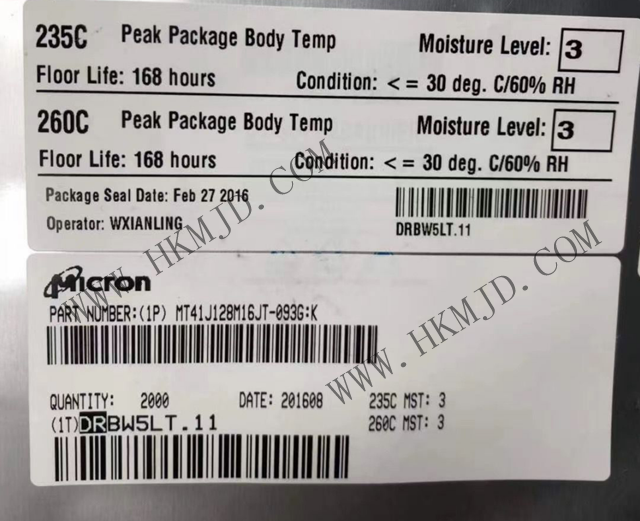 235C Peak Package Body Temp Moisture Level: 3
Floor Life: 168 hours Condition: < = 30 deg. C/60% RH
260C Peak Package Body Temp Moisture Level: 3
Floor Life: 168 hours Condition: < = 30 deg. C/60% RH
Package Seal Date: Feb 27 2016
Operator: WXIANLING
DRBW5LT.11
WWW.HKMJD.COM
Micron
PART NUMBER:(1P) MT41J128M16JT-093G:K
WWW.HKMJD.COM
QUANTITY: 2000 DATE: 201608 235C MST: 3
(1T)DRBW5LT.11 260C MST: 3